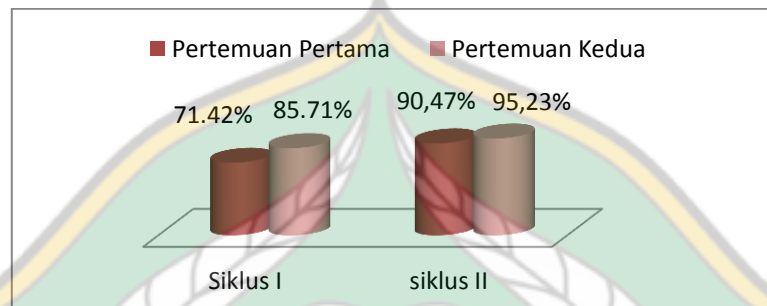 Pertemuan Pertama Pertemuan Kedua
71.42% 85.71% 90,47% 95,23%
Siklus I siklus II